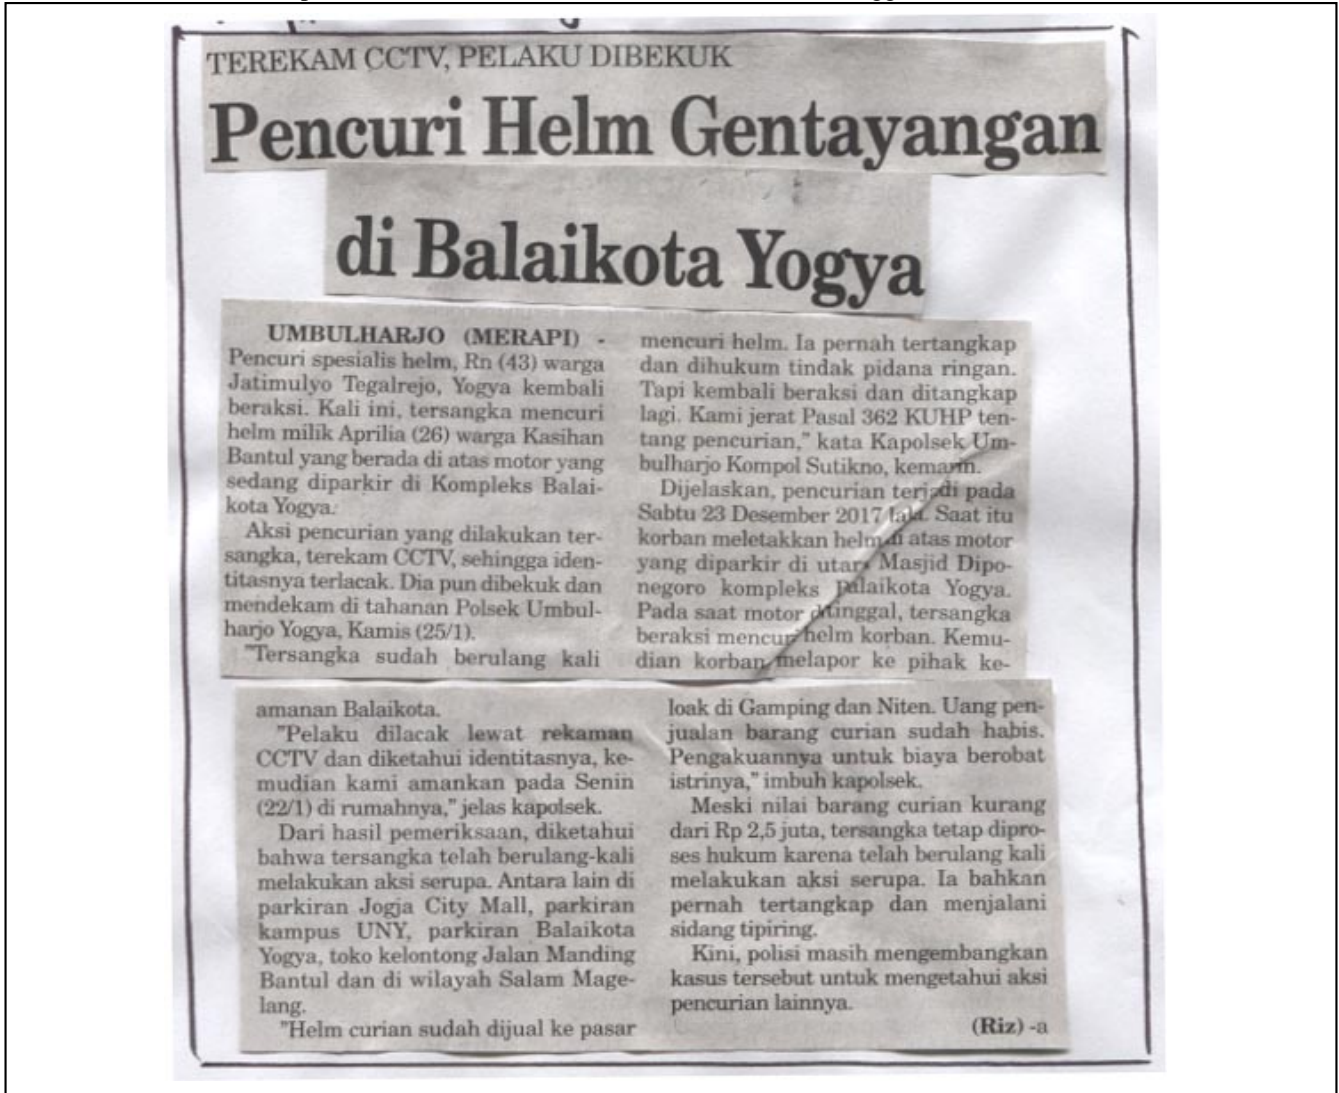 TEREKAM CCTV, PELAKU DIBEKUK
Pencuri Helm Gentayangan
di Balaikota Yogya
UMBULHARJO (MERAPI) -
Pencuri spesialis helm, Rn (43) warga
Jatimulyo Tegalrejo, Yogya kembali
beraksi. Kali ini, tersangka mencuri
helm milik Aprilia (26) warga Kasihan
Bantul yang berada di atas motor yang
sedang diparkir di Kompleks Balai-
kota Yogya.
Aksi pencurian yang dilakukan ter-
sangka, terekam CCTV, sehingga iden-
titasnya terlacak. Dia pun dibekuk dan
mendekam di tahanan Polsek Umbul-
harjo Yogya, Kamis (25/1).
"Tersangka sudah berulang kali
mencuri helm. Ia pernah tertangkap
dan dihukum tindak pidana ringan.
Tapi kembali beraksi dan ditangkap
lagi. Kami jerat Pasal 362 KUHP ten-
tang pencurian," kata Kapolsek Um-
bulharjo Kompol Sutikno, kemarin.
Dijelaskan, pencurian terjadi pada
Sabtu 23 Desember 2017 lalu. Saat itu
korban meletakkan helm di atas motor
yang diparkir di utara Masjid Dipo-
negoro kompleks Balaikota Yogya.
Pada saat motor ditinggal, tersangka
beraksi mencuri helm korban. Kemu-
dian korban melapor ke pihak ke-
amanan Balaikota.
"Pelaku dilacak lewat rekaman
CCTV dan diketahui identitasnya, ke-
mudian kami amankan pada Senin
(22/1) di rumahnya," jelas kapolsek.
Dari hasil pemeriksaan, diketahui
bahwa tersangka telah berulang-kali
melakukan aksi serupa. Antara lain di
parkiran Jogja City Mall, parkiran
kampus UNY, parkiran Balaikota
Yogya, toko kelontong Jalan Manding
Bantul dan di wilayah Salam Mage-
lang.
"Helm curian sudah dijual ke pasar
loak di Gamping dan Niten. Uang pen-
jualan barang curian sudah habis.
Pengakuannya untuk biaya berobat
istrinya," imbuh kapolsek.
Meski nilai barang curian kurang
dari Rp 2,5 juta, tersangka tetap dipro-
ses hukum karena telah berulang kali
melakukan aksi serupa. Ia bahkan
pernah tertangkap dan menjalani
sidang tipiring.
Kini, polisi masih mengembangkan
kasus tersebut untuk mengetahui aksi
pencurian lainnya.
(Riz) -a